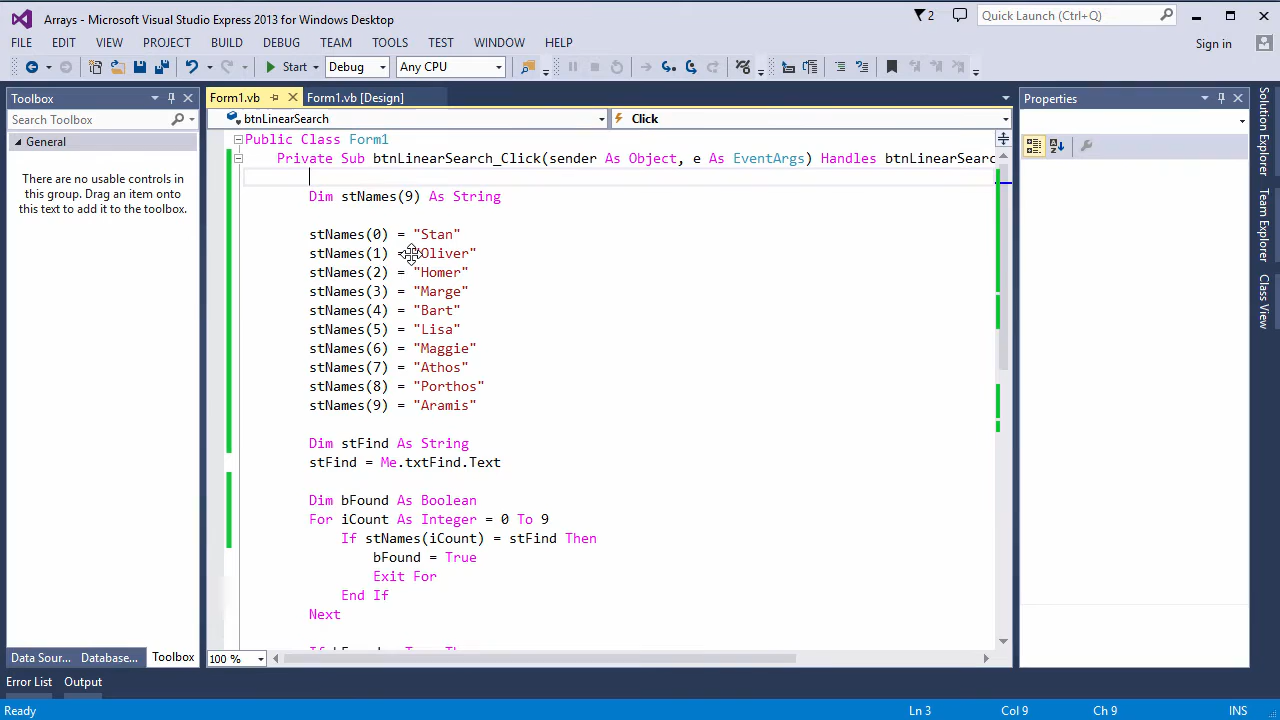 Arrays - Microsoft Visual Studio Express 2013 for Windows Desktop
2
Quick Launch (Ctrl+Q)
FILE EDIT VIEW PROJECT BUILD DEBUG TEAM TOOLS TEST WINDOW HELP
Sign in
Start Debug Any CPU
Toolbox
Search Toolbox
General
There are no usable controls in
this group. Drag an item onto
this text to add it to the toolbox.
Data Sour... Database... Toolbox
Form1.vb Form1.vb [Design]
btnLinearSearch Click
Public Class Form1
Private Sub btnLinearSearch_Click(sender As Object, e As EventArgs) Handles btnLinearSearc
Dim stNames(9) As String
stNames(0) = "Stan"
stNames(1) = "Oliver"
stNames(2) = "Homer"
stNames(3) = "Marge"
stNames(4) = "Bart"
stNames(5) = "Lisa"
stNames(6) = "Maggie"
stNames(7) = "Athos"
stNames(8) = "Porthos"
stNames(9) = "Aramis"
Dim stFind As String
stFind = Me.txtFind.Text
Dim bFound As Boolean
For iCount As Integer = 0 To 9
If stNames(iCount) = stFind Then
bFound = True
Exit For
End If
Next
100 %
Properties
Solution Explorer
Team Explorer
Class View
Error List Output
Ready Ln 3 Col 9 Ch 9 INS